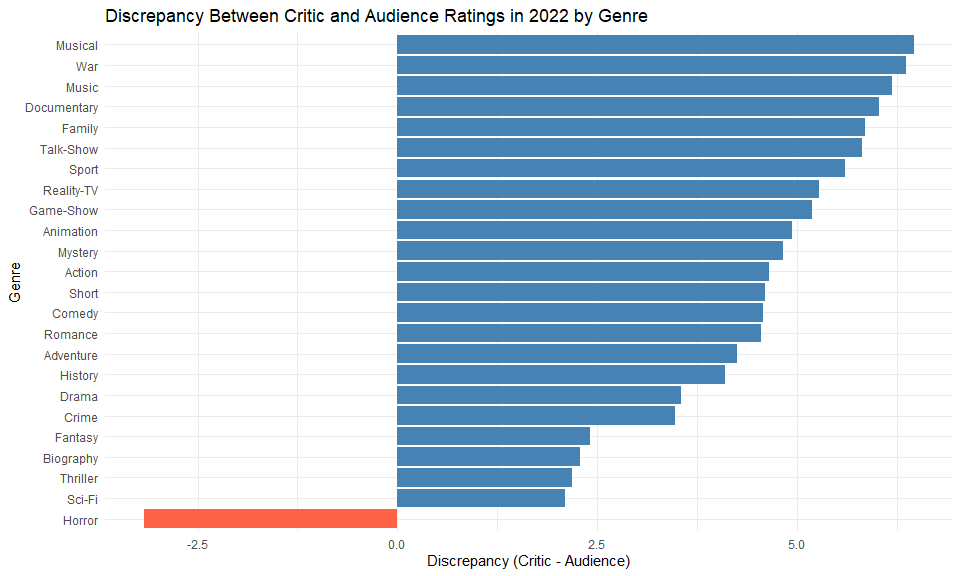 Discrepancy Between Critic and Audience Ratings in 2022 by Genre
Genre
Musical
War
Music
Documentary
Family
Talk-Show
Sport
Reality-TV
Game-Show
Animation
Mystery
Action
Short
Comedy
Romance
Adventure
History
Drama
Crime
Fantasy
Biography
Thriller
Sci-Fi
Horror
-2.5 0.0 2.5 5.0
Discrepancy (Critic - Audience)